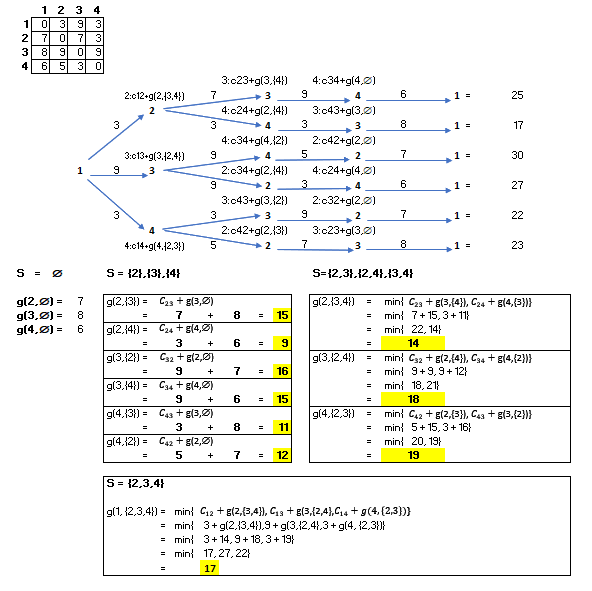 1 2 3 4
1 0 3 9 3
2 7 0 7 3
3 8 9 0 9
4 6 5 3 0
3:c23+g(3,{4}) 4:c34+g(4,∅)
2:c12+g(2,{3,4}) 7 3 9 4 6 1 = 25
2 4:c24+g(2,{4}) 3:c43+g(3,∅)
3 3 4 3 3 8 1 = 17
4:c34+g(4,{2}) 2:c42+g(2,∅)
3:c13+g(3,{2,4}) 9 4 5 2 7 1 = 30
1 9 3 2:c34+g(2,{4}) 4:c24+g(4,∅)
9 2 3 4 6 1 = 27
3:c43+g(3,{2}) 2:c32+g(2,∅)
3 3 3 9 2 7 1 = 22
4 2:c42+g(2,{3}) 3:c23+g(3,∅)
4:c14+g(4,{2,3}) 5 2 7 3 8 1 = 23
S = ∅ S = {2},{3},{4} S={2,3},{2,4},{3,4}
g(2,∅) = 7 g(2,{3}) = C23 + g(3,∅) g(2,{3,4}) = min{ C23 + g(3,{4}), C24 + g(4,{3})}
g(3,∅) = 8 = 7 + 8 = 15 = min{ 7 + 15, 3 + 11}
g(4,∅) = 6 g(2,{4}) = C24 + g(4,∅) = min{ 22, 14}
= 3 + 6 = 9 = 14
g(3,{2}) = C32 + g(2,∅) g(3,{2,4}) = min{ C32 + g(2,{4}), C34 + g(4,{2})}
= 9 + 7 = 16 = min{ 9 + 9, 9 + 12}
g(3,{4}) = C34 + g(4,∅) = min{ 18, 21}
= 9 + 6 = 15 = 18
g(4,{3}) = C43 + g(3,∅) g(4,{2,3}) = min{ C42 + g(2,{3}), C43 + g(3,{2})}
= 3 + 8 = 11 = min{ 5 + 15, 3 + 16}
g(4,{2}) = C42 + g(2,∅) = min{ 20, 19}
= 5 + 7 = 12 = 19
S = {2,3,4}
g(1, {2,3,4}) = min{ C12 + g(2,{3,4}), C13 + g(3,{2,4},C14 + g(4, {2,3})}
= min{ 3 + g(2,{3,4}),9 + g(3,{2,4},3 + g(4, {2,3})}
= min{ 3 + 14, 9 + 18, 3 + 19}
= min{ 17, 27, 22}
= 17